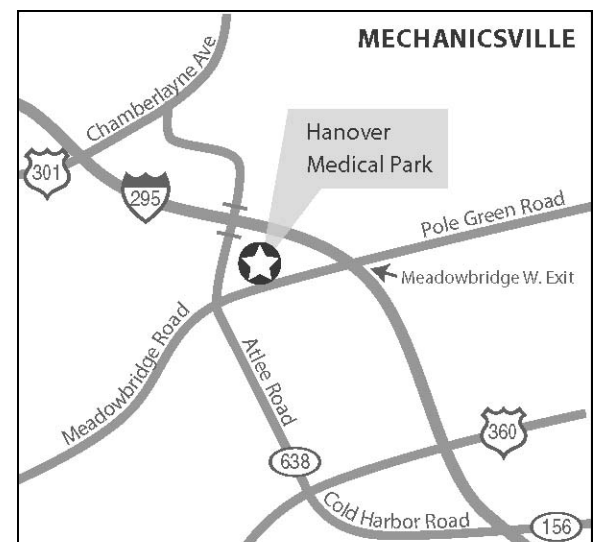 MECHANICSVILLE
Chamberlayne Ave
Hanover
Medical Park
301
295
Pole Green Road
Meadowbridge W. Exit
Meadowbridge Road
Atlee Road
360
638
Cold Harbor Road
156